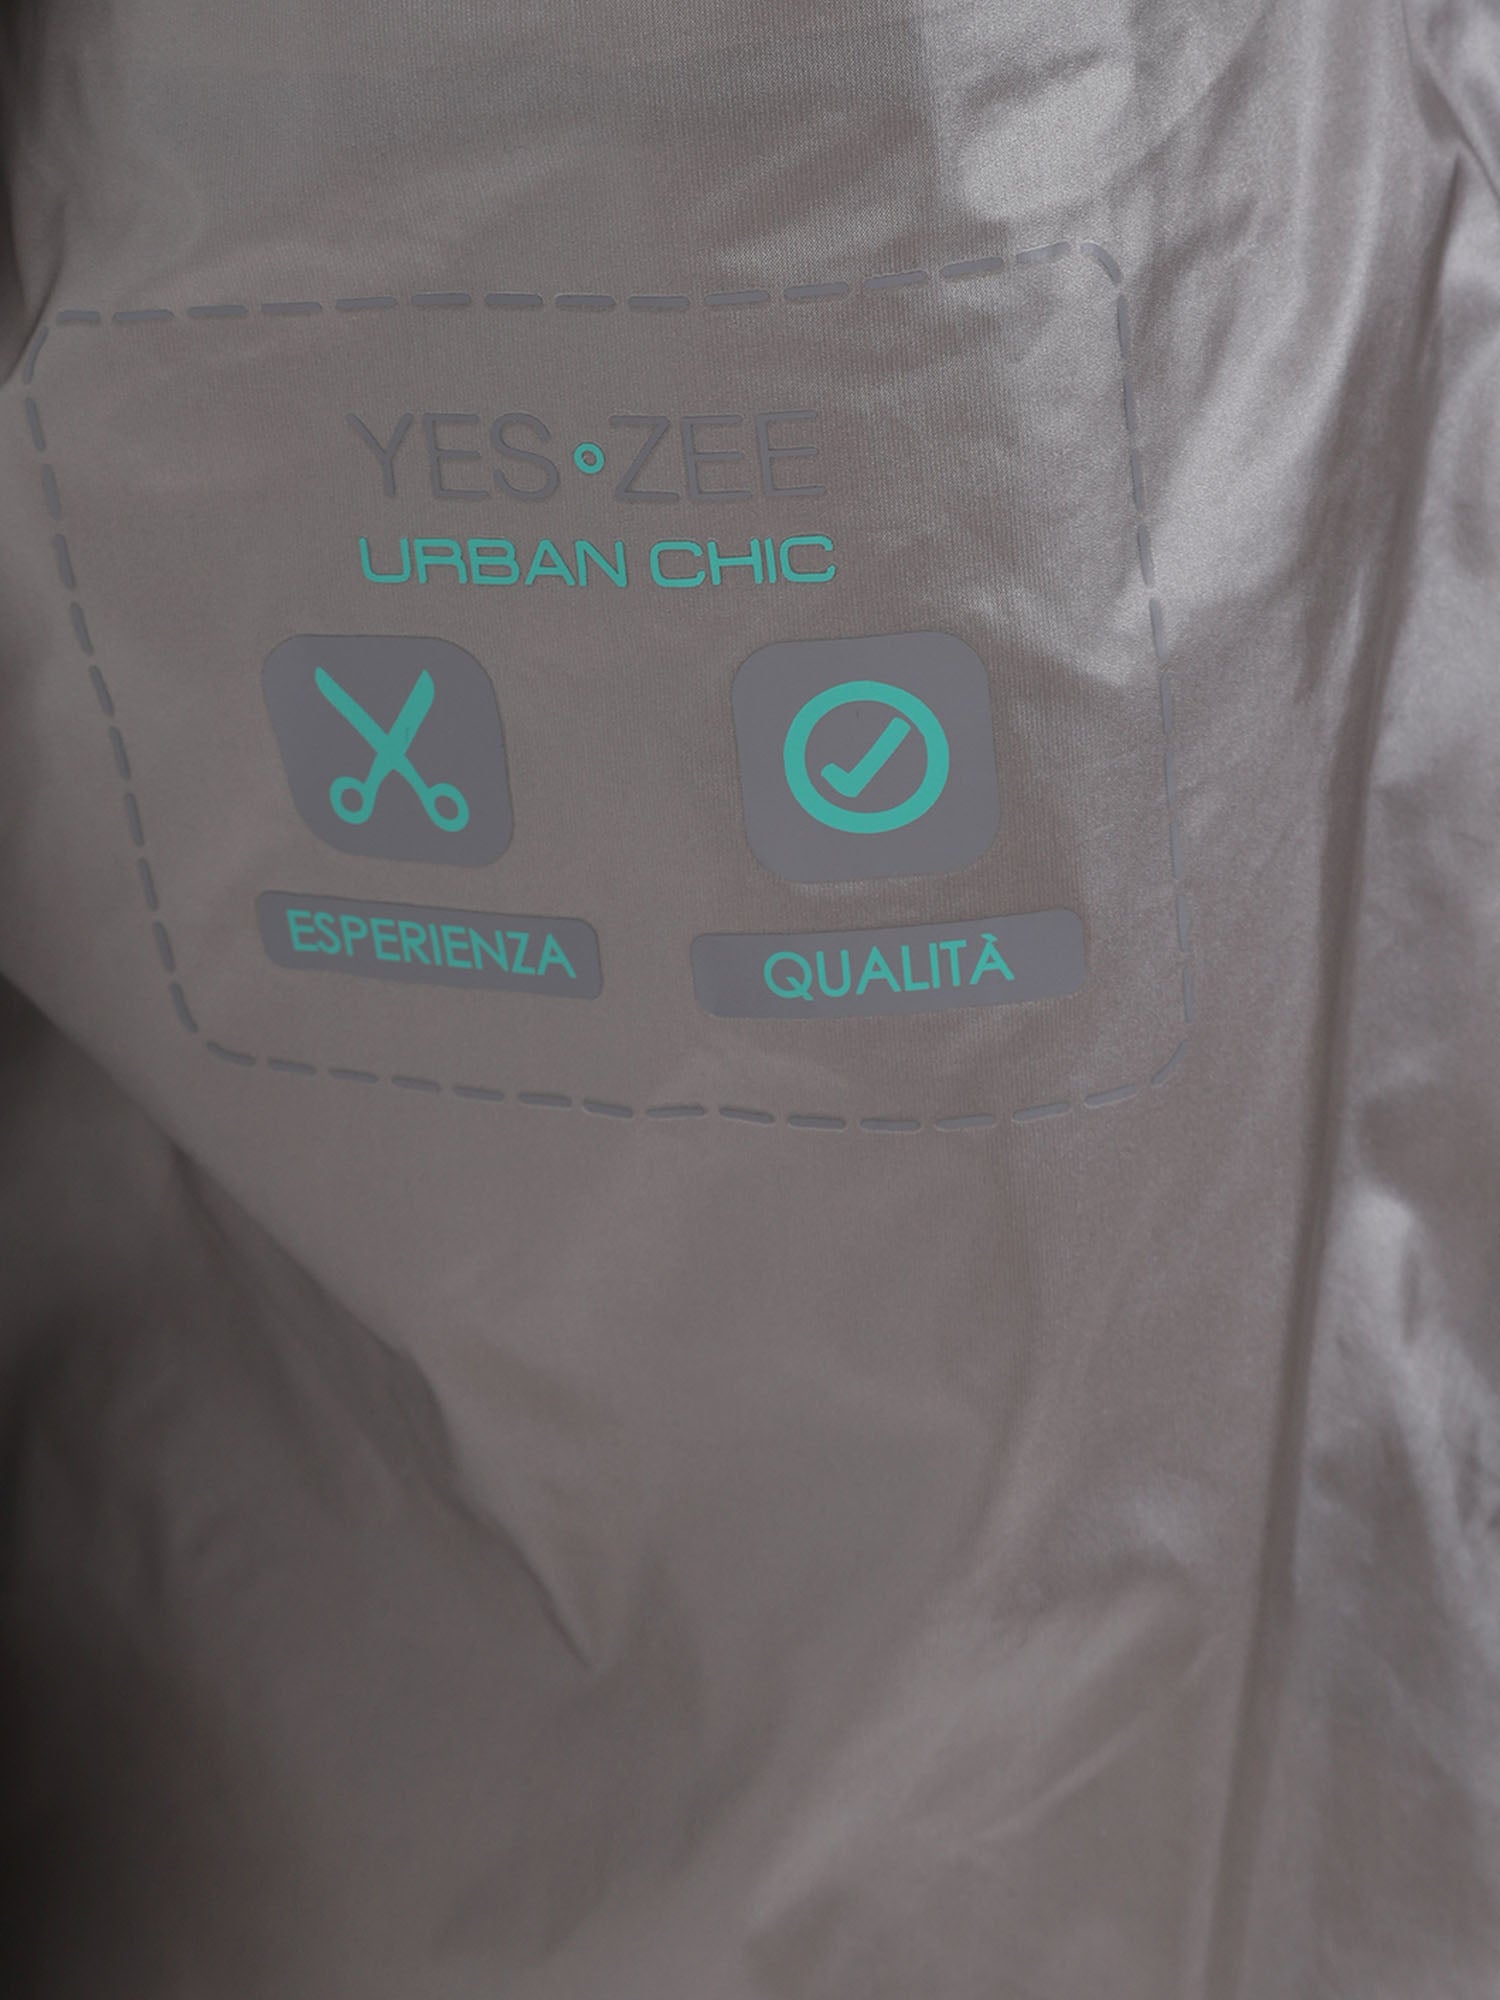 YES ZEE
URBAN CHIC
ESPERIENZA
QUALITÀ